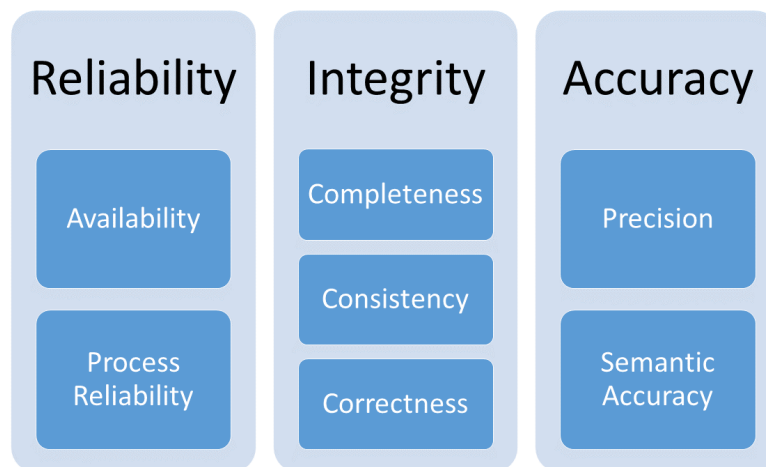 Reliability
Availability
Process
Reliability
Integrity
Completeness
Consistency
Correctness
Accuracy
Precision
Semantic
Accuracy